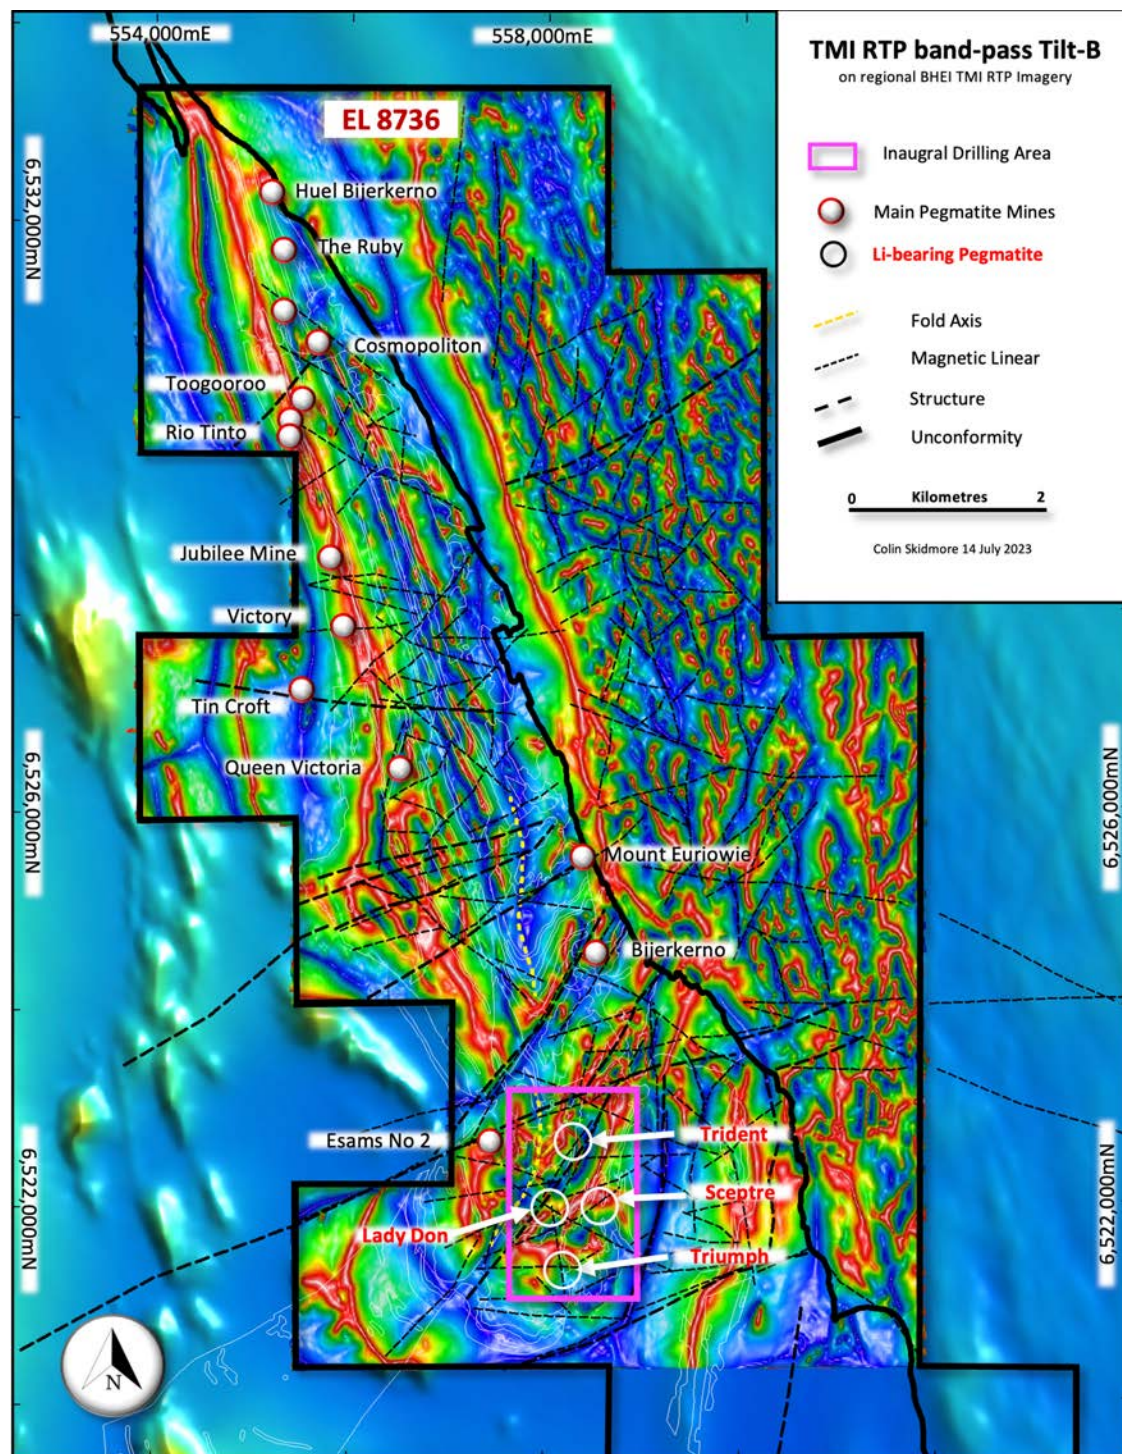 554,000mE
558,000mE
TMI RTP band-pass Tilt-B
on regional BHEI TMI RTP Imagery
EL 8736
Inaugral Drilling Area
6,532,000mN
Huel Bijerkerno
Main Pegmatite Mines
The Ruby
Li-bearing Pegmatite
Fold Axis
Cosmopoliton
Magnetic Linear
Toogooroo
Structure
Rio Tinto
Unconformity
0 Kilometres 2
Jubilee Mine
Colin Skidmore 14 July 2023
Victory
Tin Croft
Queen Victoria
6,526,000mN
6,526,000mN
Mount Euriowie
Bijerkerno
Esams No 2
Trident
6,522,000mN
Sceptre
6,522,000mN
Lady Don
Triumph
N